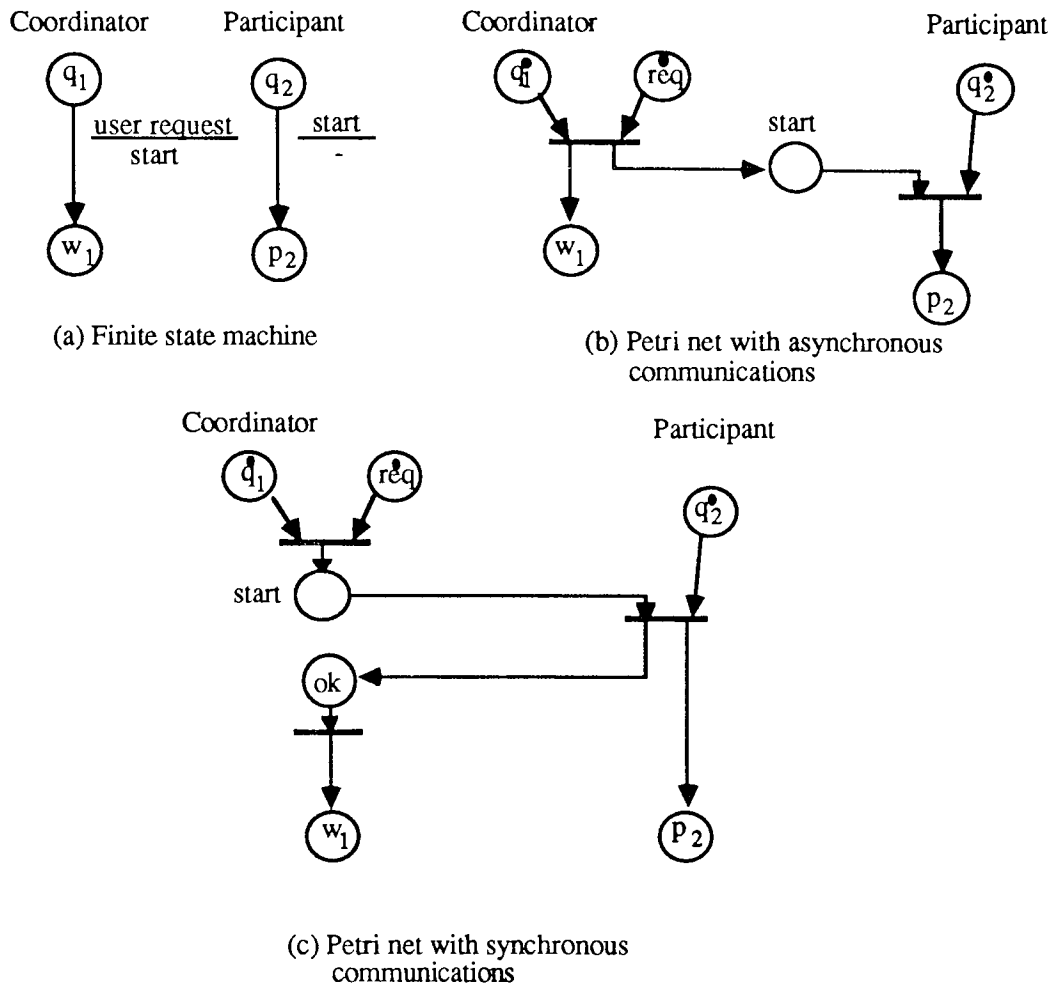 Coordinator
Participant
q1
q2
user request
start
start
-
w1
p2
(a) Finite state machine
Coordinator
Participant
q1
req
q2
start
w1
p2
(b) Petri net with asynchronous
communications
Coordinator
Participant
q1
req
q2
start
ok
w1
p2
(c) Petri net with synchronous
communications